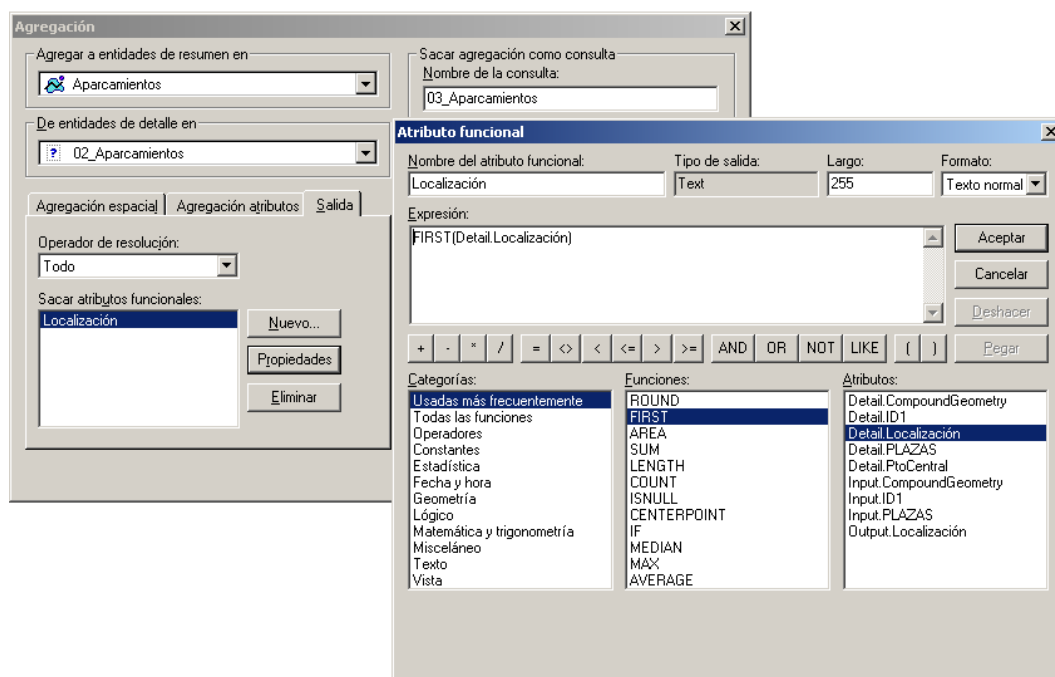 Agregación
Agregar a entidades de resumen en
Aparcamientos
De entidades de detalle en
02_Aparcamientos
Sacar agregación como consulta
Nombre de la consulta:
03_Aparcamientos
Agregación espacial Agregación atributos Salida
Operador de resolución:
Todo
Sacar atributos funcionales:
Localización
Nuevo...
Propiedades
Eliminar
Atributo funcional
Nombre del atributo funcional: Tipo de salida: Largo: Formato:
Localización Text 255 Texto normal
Expresión:
FIRST(Detail.Localización)
Aceptar
Cancelar
Deshacer
+ - * / = <> < <= > >= AND OR NOT LIKE ( ) Pegar
Categorías:
Usadas más frecuentemente
Todas las funciones
Operadores
Constantes
Estadística
Fecha y hora
Geometría
Lógico
Matemática y trigonometría
Misceláneo
Texto
Vista
Funciones:
ROUND
FIRST
AREA
SUM
LENGTH
COUNT
ISNULL
CENTERPOINT
IF
MEDIAN
MAX
AVERAGE
Atributos:
Detail.CompoundGeometry
Detail.ID1
Detail.Localización
Detail.PLAZAS
Detail.PtoCentral
Input.CompoundGeometry
Input.ID1
Input.PLAZAS
Output.Localización